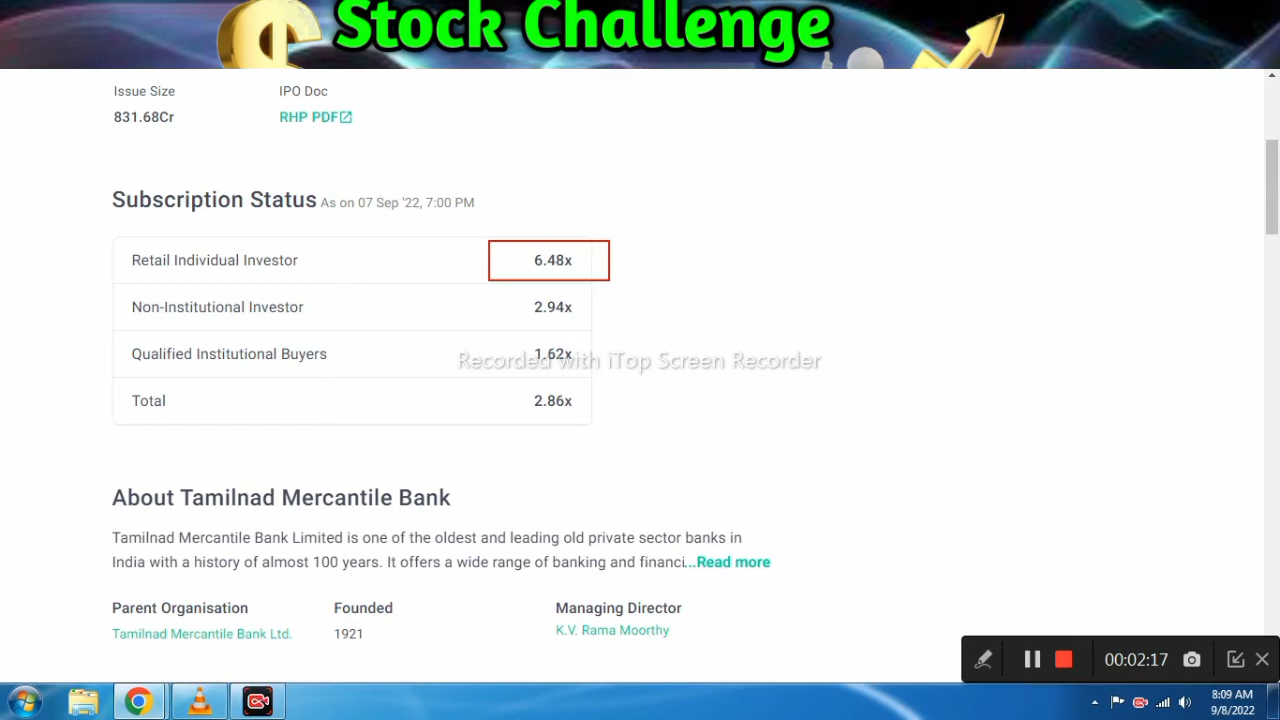 Stock Challenge
Issue Size
IPO Doc
831.68Cr
RHP PDF
Subscription Status As on 07 Sep '22, 7:00 PM
Retail Individual Investor 6.48x
Non-Institutional Investor 2.94x
Qualified Institutional Buyers 1.62x
Recorded with iTop Screen Recorder
Total 2.86x
About Tamilnad Mercantile Bank
Tamilnad Mercantile Bank Limited is one of the oldest and leading old private sector banks in
India with a history of almost 100 years. It offers a wide range of banking and financi...Read more
Parent Organisation Founded Managing Director
Tamilnad Mercantile Bank Ltd. 1921 K.V. Rama Moorthy
00:02:17
8:09 AM
9/8/2022